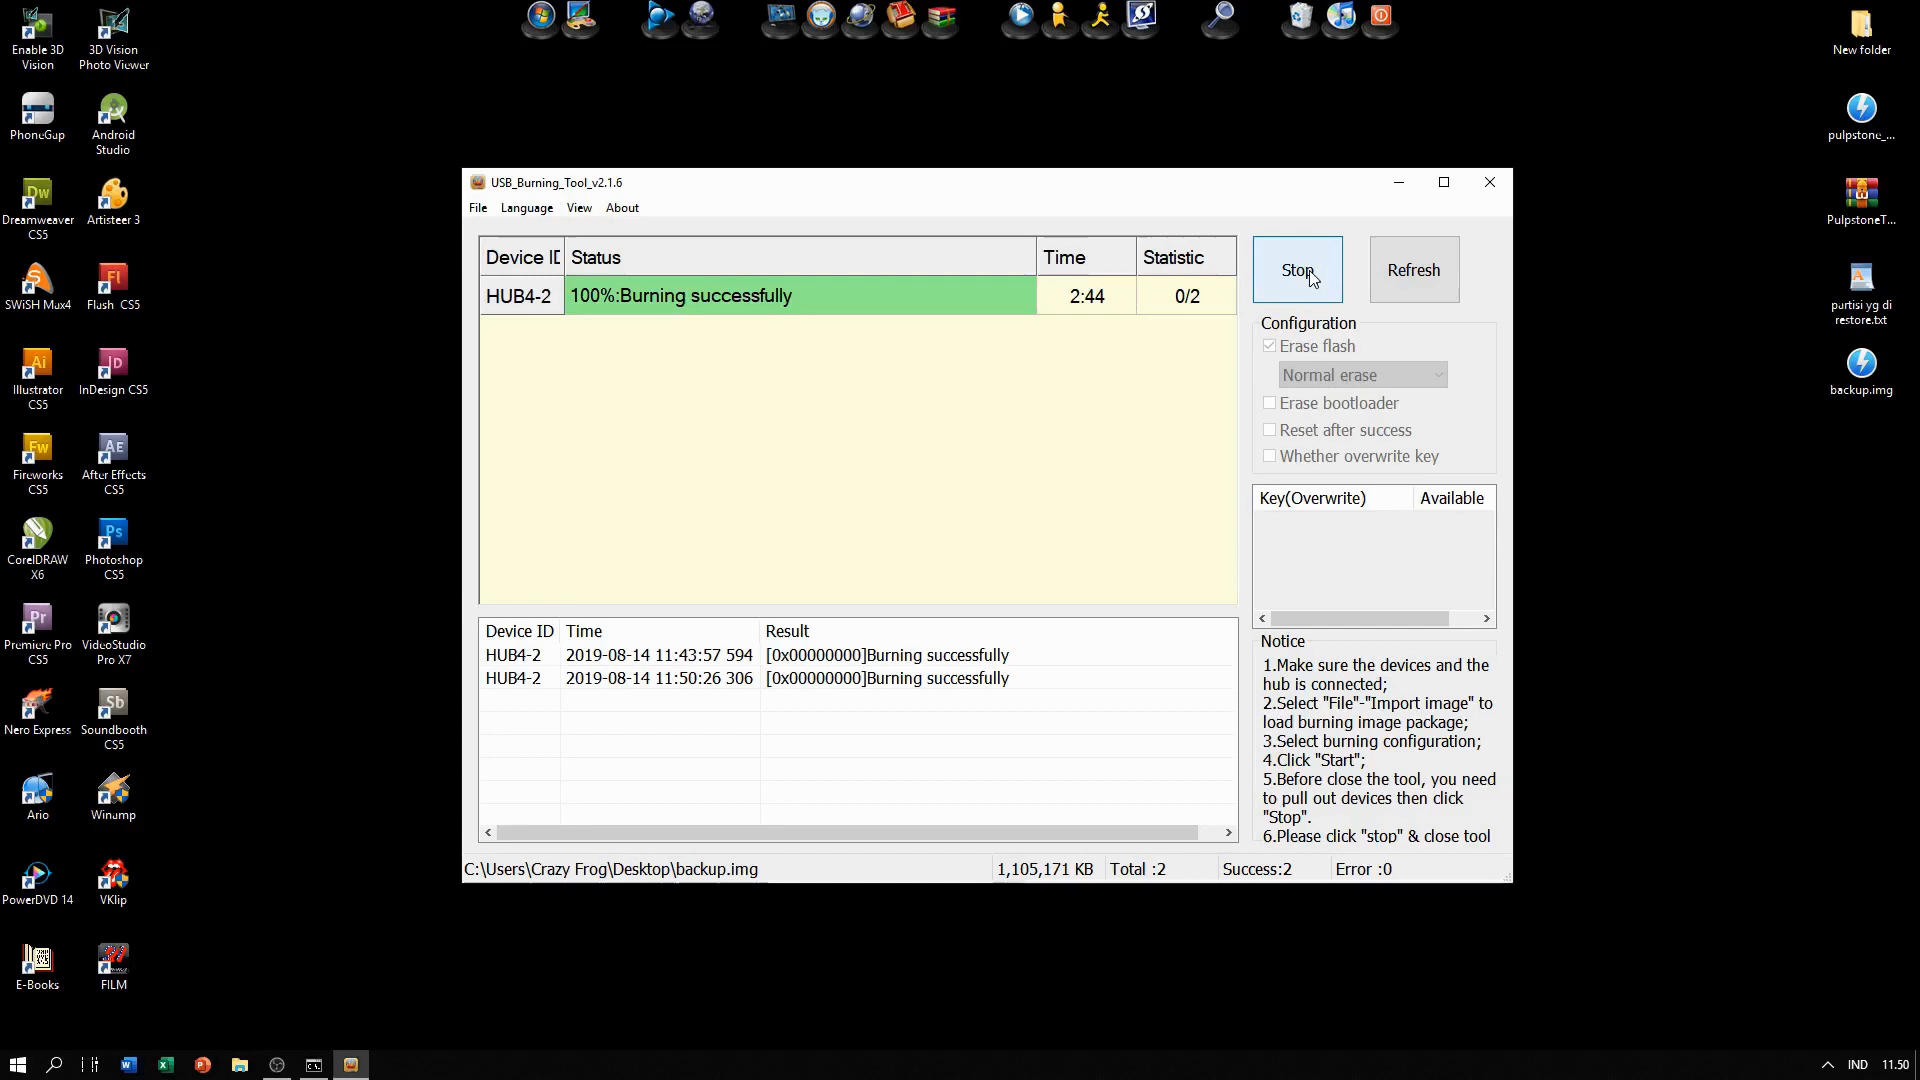 Enable 3D
Vision
3D Vision
Photo Viewer
PhoneGap
Android
Studio
Dreamweaver
CS5
Artisteer 3
SWiSH Max4
Flash CS5
Illustrator
CS5
InDesign CS5
Fireworks
CS5
After Effects
CS5
CorelDRAW
X6
Photoshop
CS5
Premiere Pro
CS5
VideoStudio
Pro X7
Nero Express
Soundbooth
CS5
Ario
Winamp
PowerDVD 14
VKlip
E-Books
FILM
USB_Burning_Tool_v2.1.6
File Language View About
Device ID Status Time Statistic
HUB4-2 100%:Burning successfully 2:44 0/2
Stop
Refresh
Configuration
Erase flash
Normal erase
Erase bootloader
Reset after success
Whether overwrite key
Key(Overwrite) Available
Device ID Time Result
HUB4-2 2019-08-14 11:43:57 594 [0x00000000]Burning successfully
HUB4-2 2019-08-14 11:50:26 306 [0x00000000]Burning successfully
Notice
1.Make sure the devices and the
hub is connected;
2.Select "File"-"Import image" to
load burning image package;
3.Select burning configuration;
4.Click "Start";
5.Before close the tool, you need
to pull out devices then click
"Stop".
6.Please click "stop" & close tool
C:\Users\Crazy Frog\Desktop\backup.img 1,105,171 KB Total :2 Success:2 Error :0
New folder
pulpstone_...
PulpstoneT...
partisi yg di
restore.txt
backup.img
IND 11.50